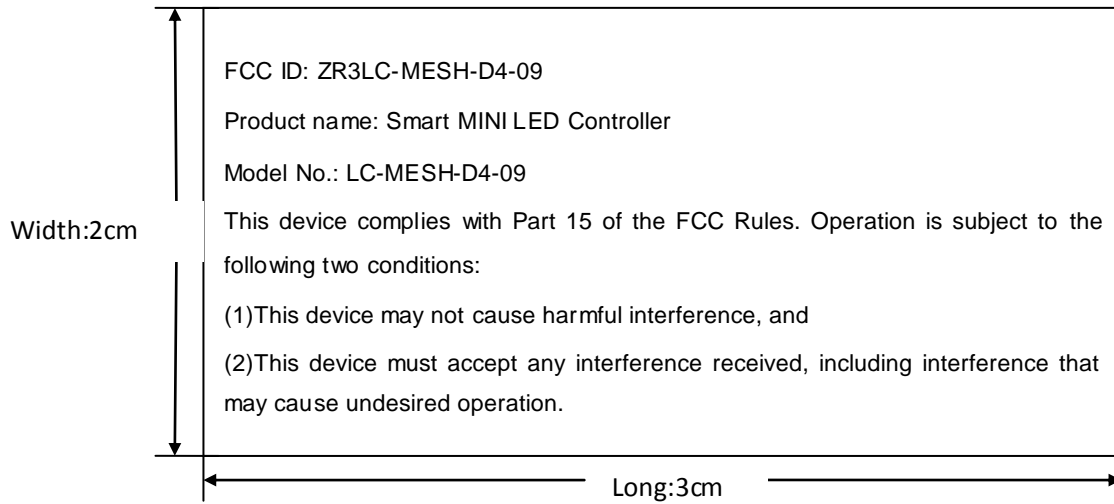 FCC ID: ZR3LC-MESH-D4-09
Product name: Smart MINI LED Controller
Model No.: LC-MESH-D4-09
This device complies with Part 15 of the FCC Rules. Operation is subject to the
Width:2cm
following two conditions:
(1)This device may not cause harmful interference, and
(2)This device must accept any interference received, including interference that
may cause undesired operation.
Long:3cm